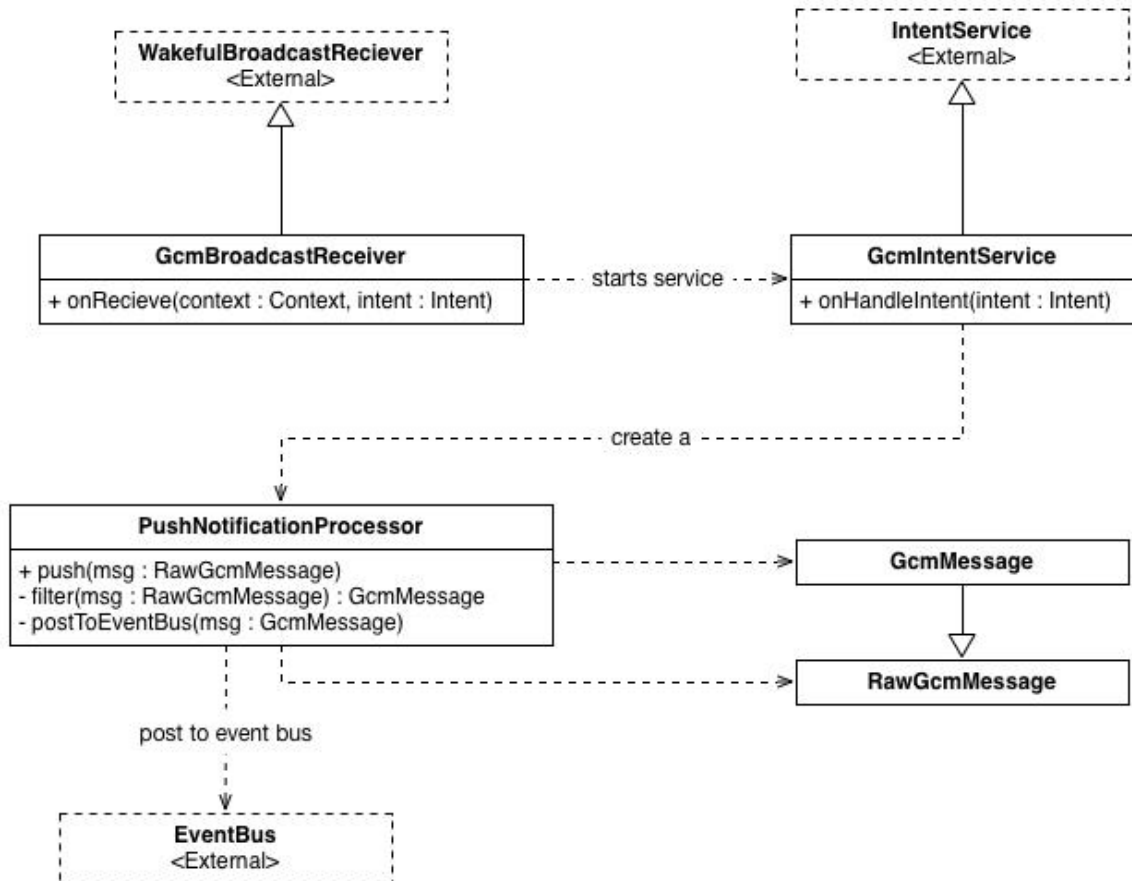 WakefulBroadcastReciever
<External>
IntentService
<External>
GcmBroadcastReceiver
+ onRecieve(context : Context, intent : Intent)
starts service
GcmIntentService
+ onHandleIntent(intent : Intent)
create a
PushNotificationProcessor
+ push(msg : RawGcmMessage)
- filter(msg : RawGcmMessage) : GcmMessage
- postToEventBus(msg : GcmMessage)
GcmMessage
RawGcmMessage
post to event bus
EventBus
<External>